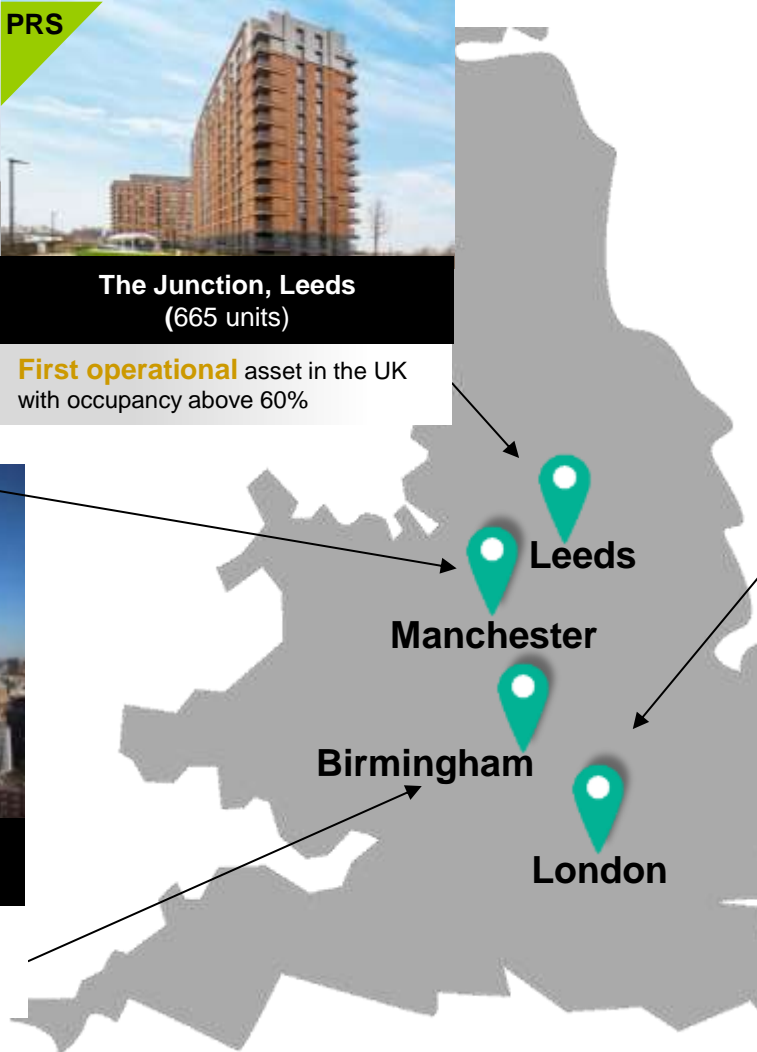 PRS
The Junction, Leeds
(665 units)
First operational asset in the UK
with occupancy above 60%
Leeds
Manchester
Birmingham
London